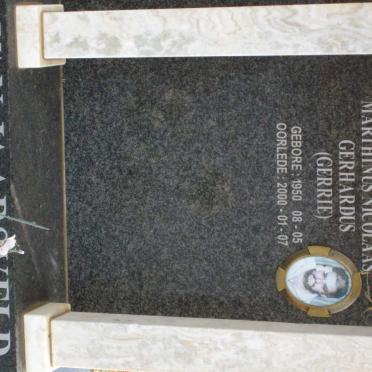 MARTHINUS NICOLAAS
GERHARDUS
(GERRIE)
GEBORE : 1950 - 08 - 05
OORLEDE : 2000 - 01 - 07